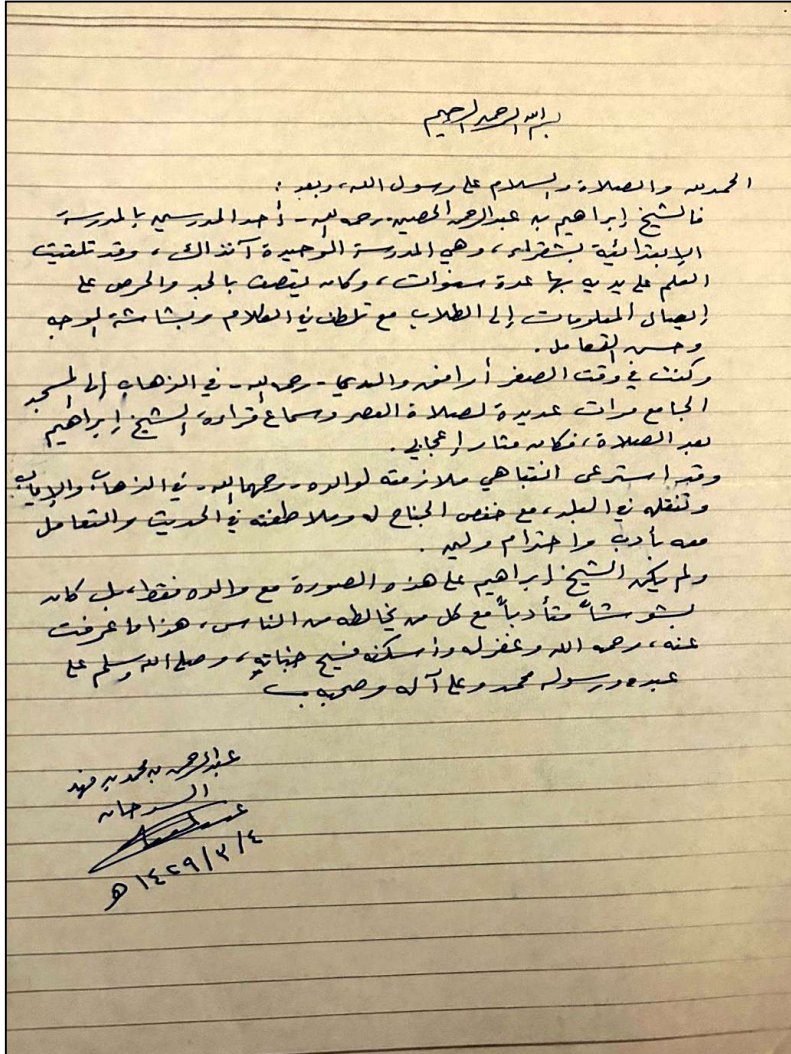 بسم الله الرحمن الرحيم
الحمد لله والصلاة والسلام على رسول الله، وبعد :
فالشيخ إبراهيم بن عبدالرحمن الحصين - رحمه الله - أحد المدرسين بالمدرسة
الإبتدائية بشقراء، وهي المدرسة الوحيدة آنذاك، وقد تلقيت
العلم على يديه بها عدة سنوات، وكان يتصف بالجد والحرص على
إيصال المعلومات إلى الطلاب مع تلطف في الكلام وبشاشة الوجه
وحسن التعامل.
وكنت في وقت الصغر أرافق والدي - رحمه الله - في الذهاب إلى المسجد
الجامع مرات عديدة لصلاة العصر وسماع قراءة الشيخ إبراهيم
بعد الصلاة، فكان مثار إعجابي.
وقد استرعى انتباهي ملازمته لوالده - رحمهما الله - في الذهاب والإياب
وتنقله في البلد، مع خفض الجناح له وملاطفته في الحديث والتعامل
معه بأدب واحترام ولين.
ولم يكن الشيخ إبراهيم على هذه الصورة مع والده فقط، بل كان
بشوشاً متأدباً مع كل من يخالطه من الناس، هذا ما عرفت
عنه، رحمه الله وغفر له وأسكنه فسيح جناته، وصلى الله وسلم على
عبده ورسوله محمد وعلى آله وصحبه
عبدالرحمن بن محمد بن فهد
السدحان
١٤٢٩/٣/٤ هـ